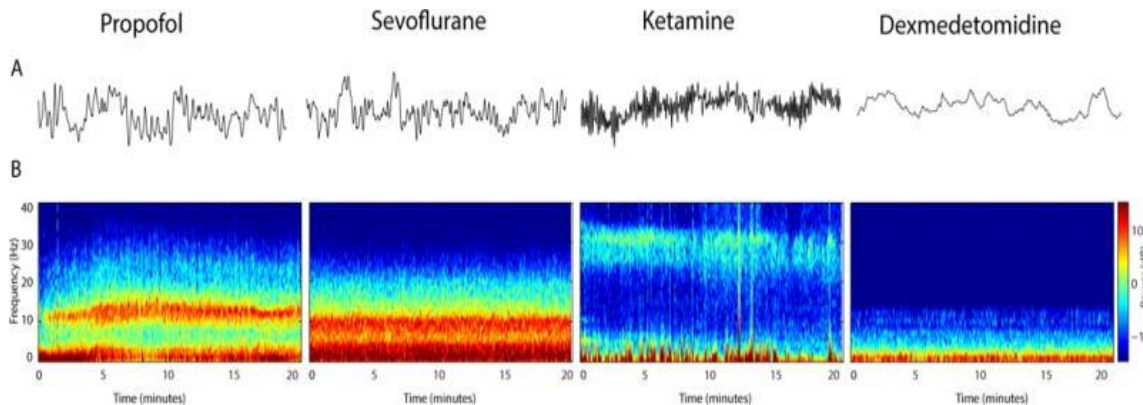 Propofol Sevoflurane Ketamine Dexmedetomidine
A
B
40 30 20 10 0
Frequency (Hz)
10 0 -1
0 5 10 15 20 0 5 10 15 20 0 5 10 15 20 0 5 10 15 20
Time (minutes) Time (minutes) Time (minutes) Time (minutes)